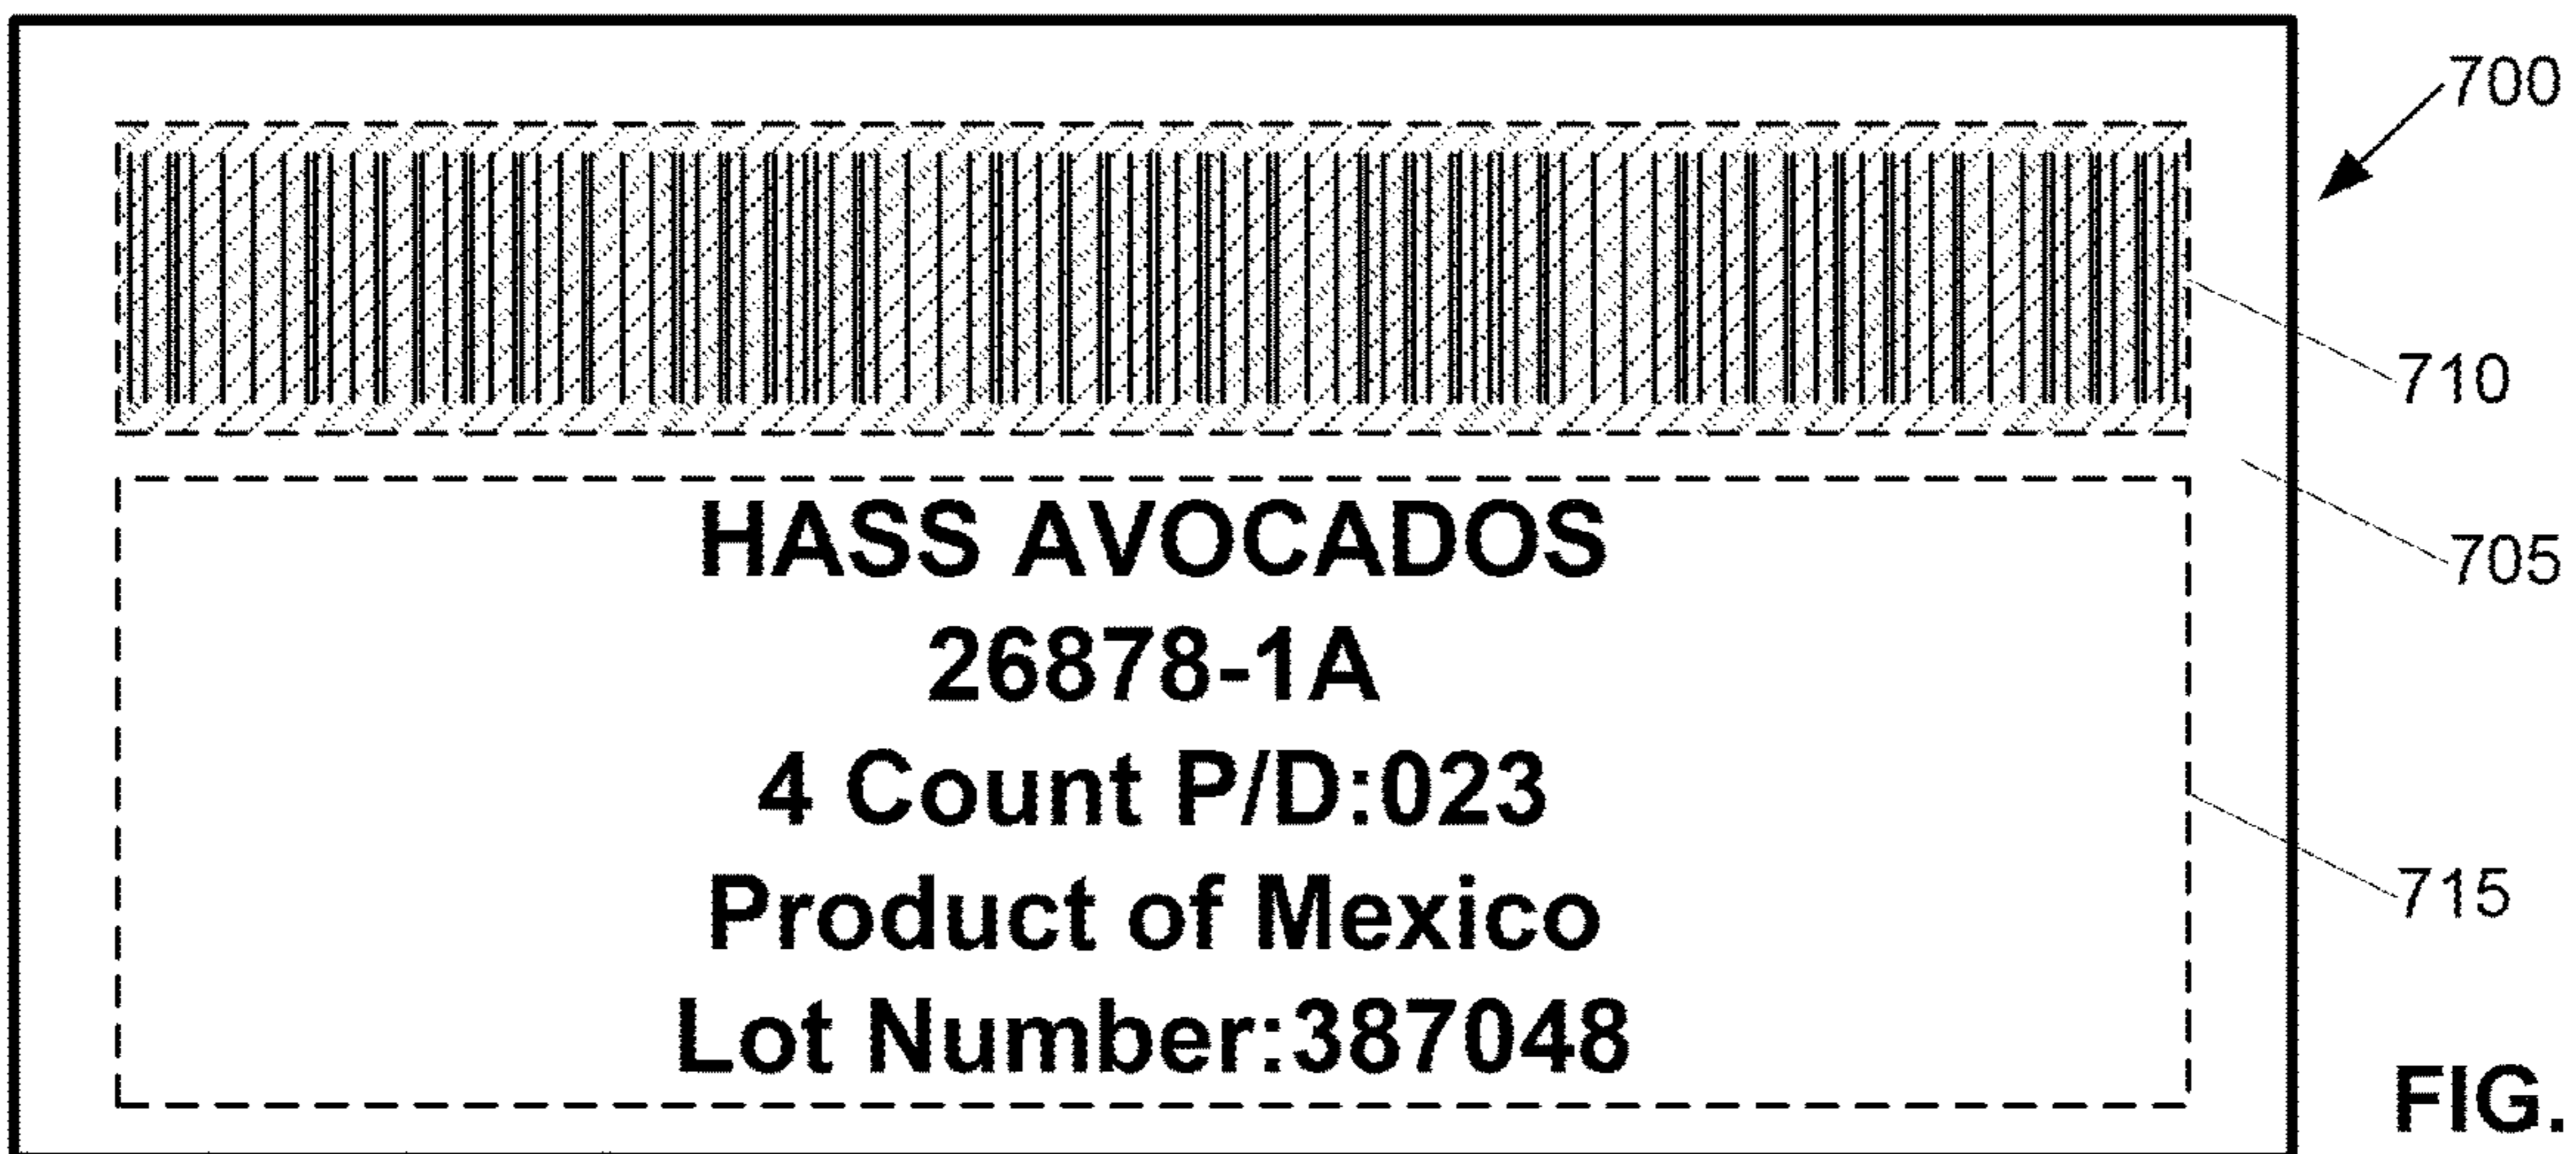 700
710
705
HASS AVOCADOS
26878-1A
4 Count P/D:023
715
Product of Mexico
Lot Number:387048
FIG.